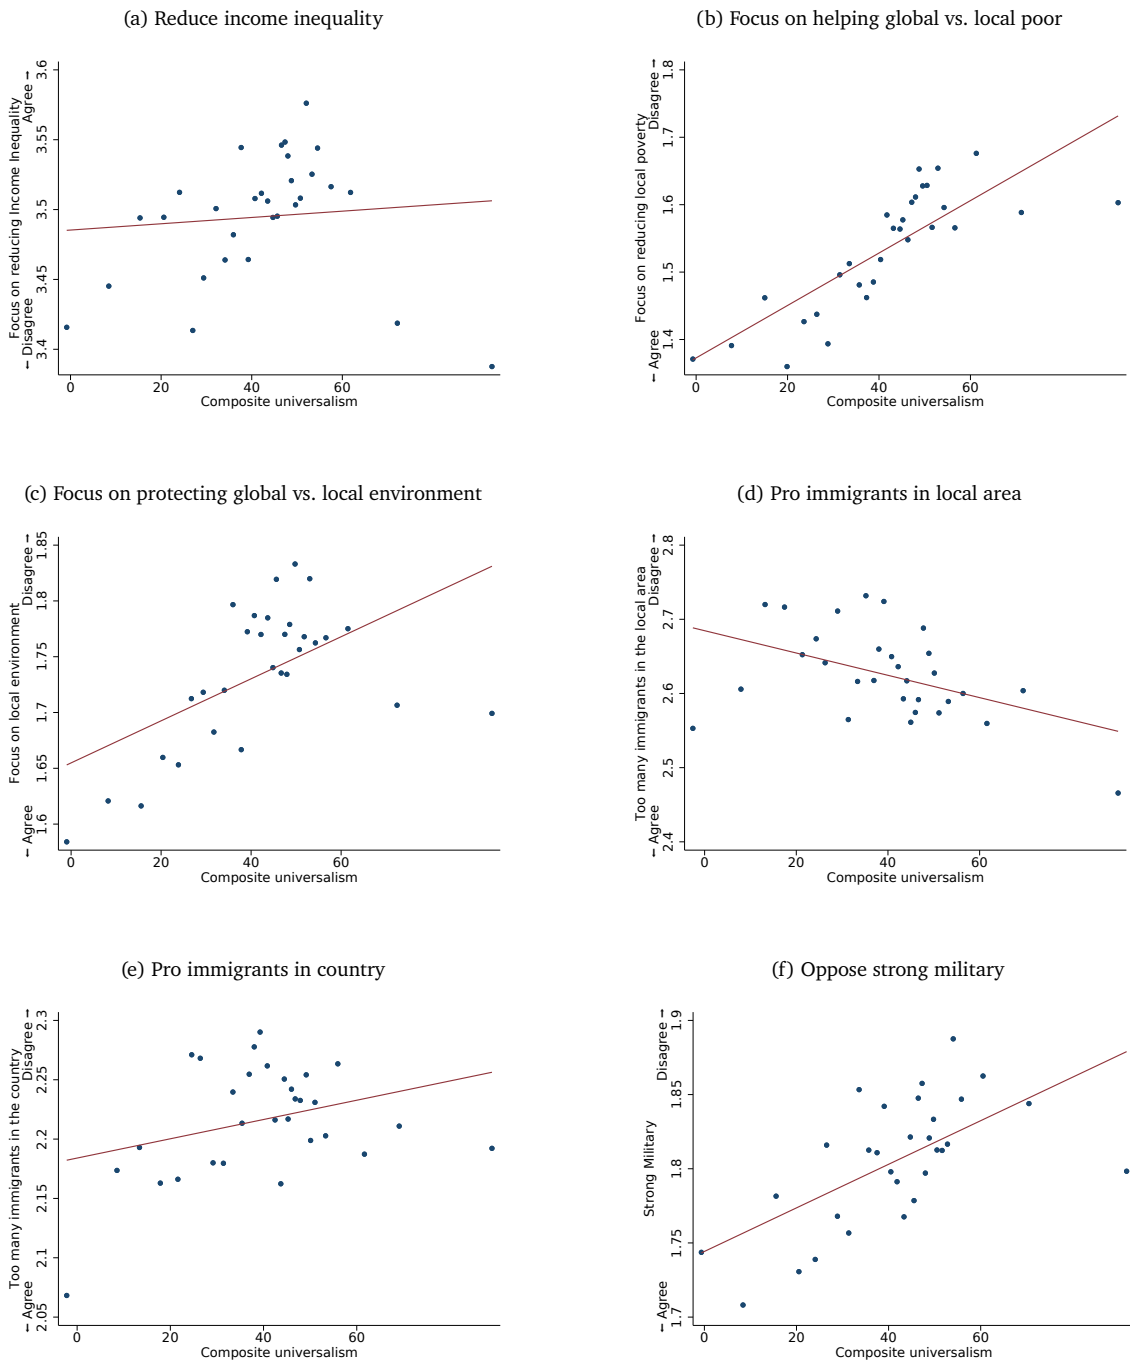 (a) Reduce income inequality
Focus on reducing Income Inequality
← Disagree Agree →
3.4 3.45 3.5 3.55 3.6
0 20 40 60
Composite universalism
(b) Focus on helping global vs. local poor
Focus on reducing local poverty
← Agree Disagree →
1.4 1.5 1.6 1.7 1.8
0 20 40 60
Composite universalism
(c) Focus on protecting global vs. local environment
Focus on local environment
← Agree Disagree →
1.6 1.65 1.7 1.75 1.8 1.85
0 20 40 60
Composite universalism
(d) Pro immigrants in local area
Too many immigrants in the local area
← Agree Disagree →
2.4 2.5 2.6 2.7 2.8
0 20 40 60
Composite universalism
(e) Pro immigrants in country
Too many immigrants in the country
← Agree Disagree →
2.05 2.1 2.15 2.2 2.25 2.3
0 20 40 60
Composite universalism
(f) Oppose strong military
Strong Military
← Agree Disagree →
1.7 1.75 1.8 1.85 1.9
0 20 40 60
Composite universalism